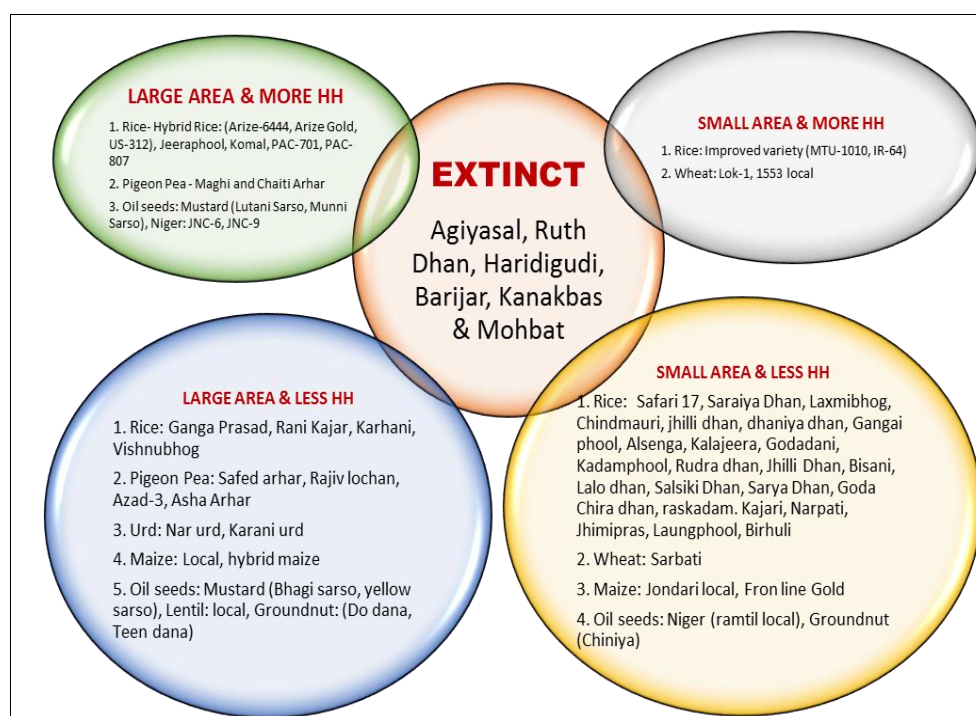 LARGE AREA & MORE HH
1. Rice- Hybrid Rice: (Arize-6444, Arize Gold,
US-312), Jeeraphool, Komal, PAC-701, PAC-
807
2. Pigeon Pea - Maghi and Chaiti Arhar
3. Oil seeds: Mustard (Lutani Sarso, Munni
Sarso), Niger: JNC-6, JNC-9
SMALL AREA & MORE HH
1. Rice: Improved variety (MTU-1010, IR-64)
2. Wheat: Lok-1, 1553 local
EXTINCT
Agiyasal, Ruth
Dhan, Haridigudi,
Barijar, Kanakbas
& Mohbat
LARGE AREA & LESS HH
1. Rice: Ganga Prasad, Rani Kajar, Karhani,
Vishnubhog
2. Pigeon Pea: Safed arhar, Rajiv lochan,
Azad-3, Asha Arhar
3. Urd: Nar urd, Karani urd
4. Maize: Local, hybrid maize
5. Oil seeds: Mustard (Bhagi sarso, yellow
sarso), Lentil: local, Groundnut: (Do dana,
Teen dana)
SMALL AREA & LESS HH
1. Rice: Safari 17, Saraiya Dhan, Laxmibhog,
Chindmauri, jhilli dhan, dhaniya dhan, Gangai
phool, Alsenga, Kalajeera, Godadani,
Kadamphool, Rudra dhan, Jhilli Dhan, Bisani,
Lalo dhan, Salsiki Dhan, Sarya Dhan, Goda
Chira dhan, raskadam. Kajari, Narpati,
Jhimipras, Laungphool, Birhuli
2. Wheat: Sarbati
3. Maize: Jondari local, Fron line Gold
4. Oil seeds: Niger (ramtil local), Groundnut
(Chiniya)